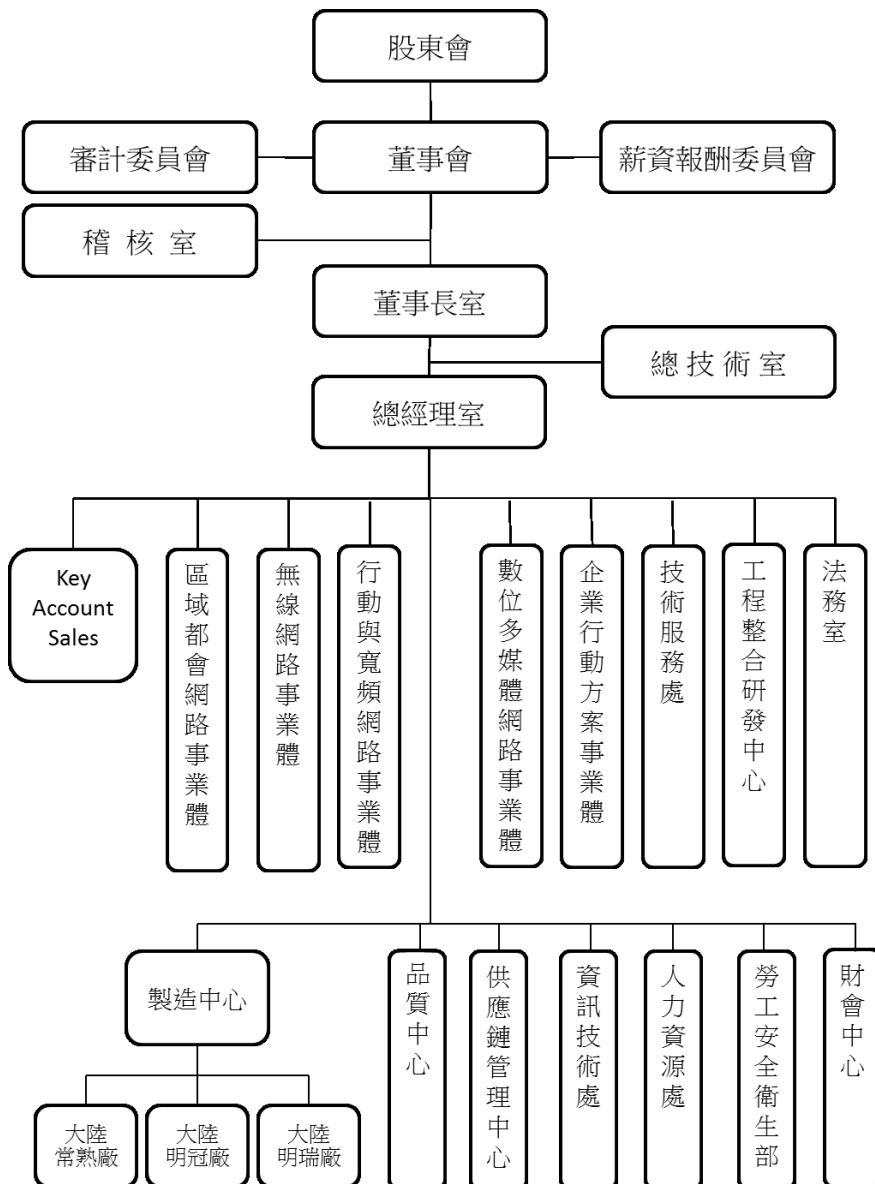 股東會
審計委員會
董事會
薪資報酬委員會
稽 核 室
董事長室
總 技 術 室
總經理室
Key
Account
Sales
區域都會網路事業體
無線網路事業體
行動與寬頻網路事業體
數位多媒體網路事業體
企業行動方案事業體
技術服務處
工程整合研發中心
法務室
製造中心
品質中心
供應鏈管理中心
資訊技術處
人力資源處
勞工安全衛生部
財會中心
大陸
常熟廠
大陸
明冠廠
大陸
明瑞廠